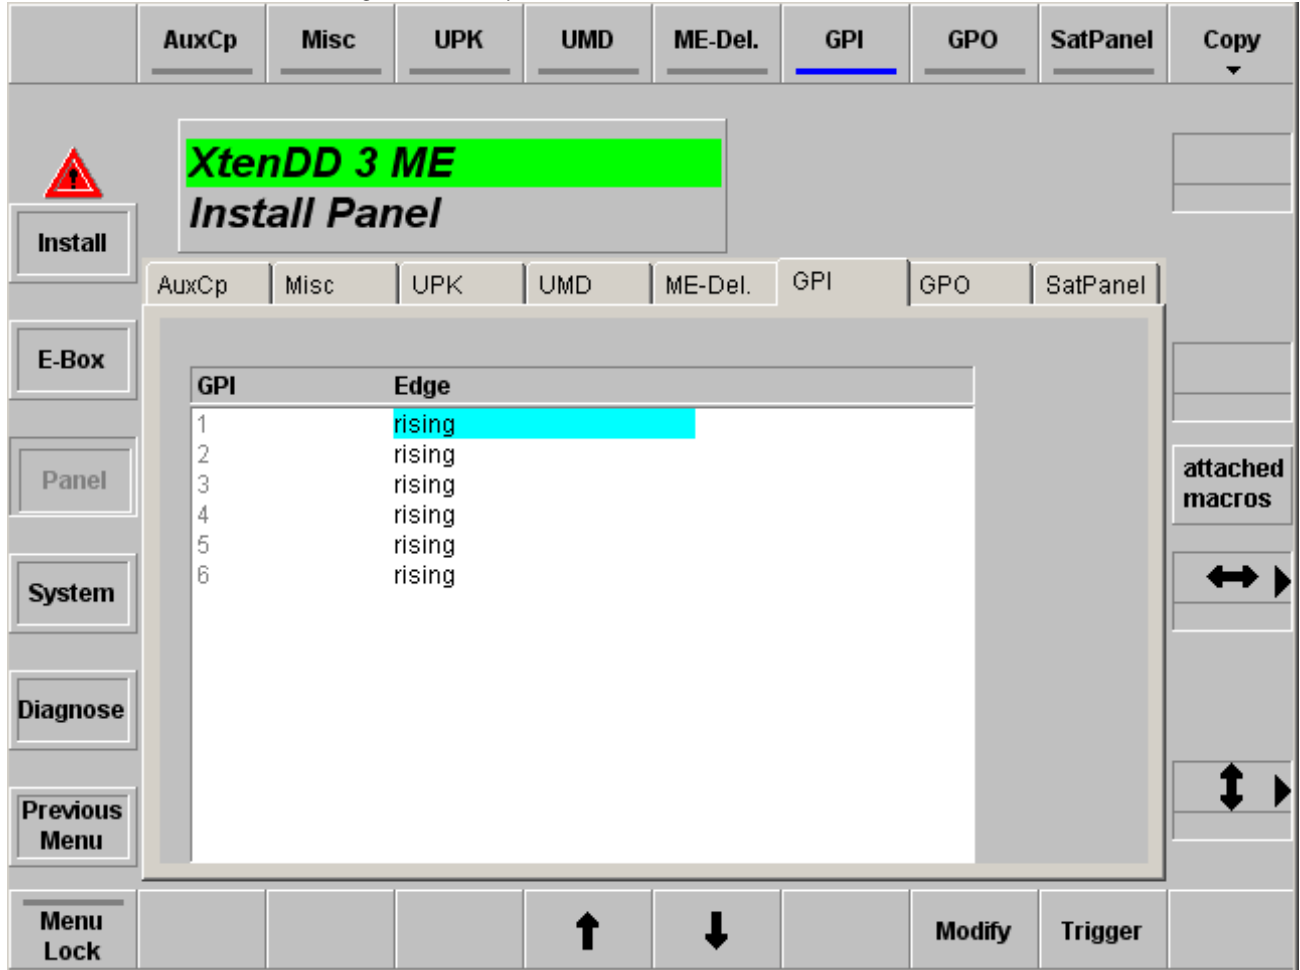 AuxCp Misc UPK UMD ME-Del. GPI GPO SatPanel Copy
XtenDD 3 ME
Install Panel
Install
AuxCp Misc UPK UMD ME-Del. GPI GPO SatPanel
E-Box
GPI Edge
1 rising
2 rising
Panel
attached
macros
3 rising
4 rising
5 rising
6 rising
System
Diagnose
Previous
Menu
Menu
Lock
Modify Trigger